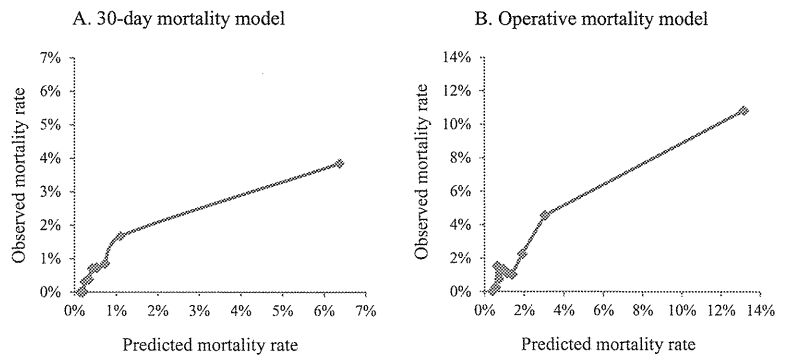 A. 30-day mortality model
7%
6%
5%
4%
3%
2%
1%
0%
0% 1% 2% 3% 4% 5% 6% 7%
Observed mortality rate
Predicted mortality rate
B. Operative mortality model
14%
12%
10%
8%
6%
4%
2%
0%
0% 2% 4% 6% 8% 10% 12% 14%
Observed mortality rate
Predicted mortality rate